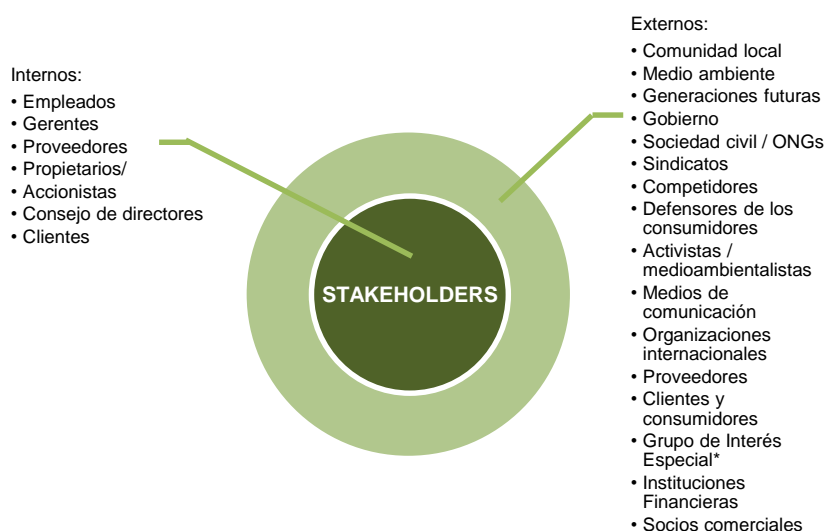 Internos:
• Empleados
• Gerentes
• Proveedores
• Propietarios/
• Accionistas
• Consejo de directores
• Clientes
STAKEHOLDERS
Externos:
• Comunidad local
• Medio ambiente
• Generaciones futuras
• Gobierno
• Sociedad civil / ONGs
• Sindicatos
• Competidores
• Defensores de los
consumidores
• Activistas /
medioambientalistas
• Medios de
comunicación
• Organizaciones
internacionales
• Proveedores
• Clientes y
consumidores
• Grupo de Interés
Especial*
• Instituciones
Financieras
• Socios comerciales